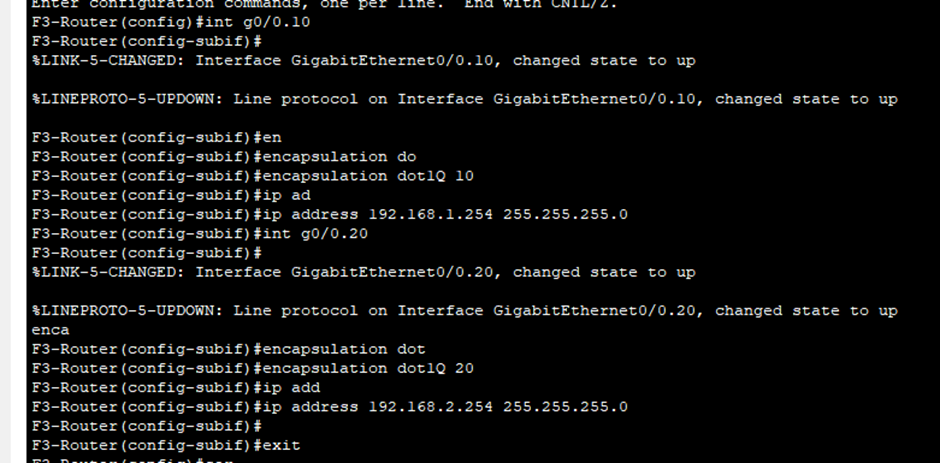 Enter configuration commands, one per line.  End with CNTL/Z.
F3-Router(config)#int g0/0.10
F3-Router(config-subif)#
%LINK-5-CHANGED: Interface GigabitEthernet0/0.10, changed state to up
%LINEPROTO-5-UPDOWN: Line protocol on Interface GigabitEthernet0/0.10, changed state to up
F3-Router(config-subif)#en
F3-Router(config-subif)#encapsulation do
F3-Router(config-subif)#encapsulation dot1Q 10
F3-Router(config-subif)#ip ad
F3-Router(config-subif)#ip address 192.168.1.254 255.255.255.0
F3-Router(config-subif)#int g0/0.20
F3-Router(config-subif)#
%LINK-5-CHANGED: Interface GigabitEthernet0/0.20, changed state to up
%LINEPROTO-5-UPDOWN: Line protocol on Interface GigabitEthernet0/0.20, changed state to up
enca
F3-Router(config-subif)#encapsulation dot
F3-Router(config-subif)#encapsulation dot1Q 20
F3-Router(config-subif)#ip add
F3-Router(config-subif)#ip address 192.168.2.254 255.255.255.0
F3-Router(config-subif)#
F3-Router(config-subif)#exit